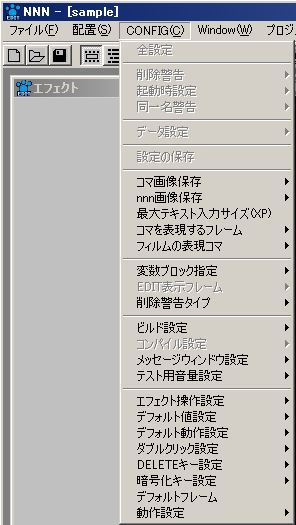 NNN - [sample]
ファイル(F) 配置(S) CONFIG(C) Window(W) プロジ
エフェクト
全設定
削除警告
起動時設定
同一名警告
データ設定
設定の保存
コマ画像保存
nnn画像保存
最大テキスト入力サイズ(XP)
コマを表現するフレーム
フィルムの表現コマ
変数ブロック指定
EDIT表示フレーム
削除警告タイプ
ビルド設定
コンパイル設定
メッセージウィンドウ設定
テスト用音量設定
エフェクト操作設定
デフォルト値設定
デフォルト動作設定
ダブルクリック設定
DELETEキー設定
暗号化キー設定
デフォルトフレーム
動作設定